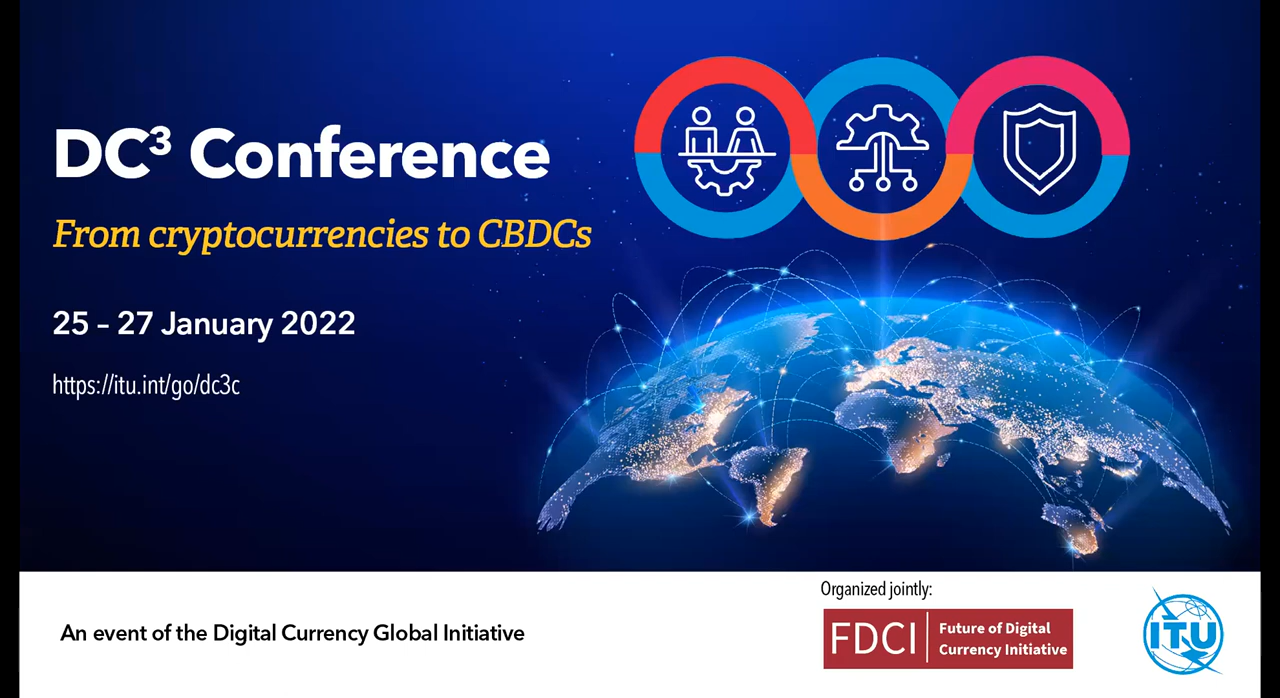 DC³ Conference
From cryptocurrencies to CBDCs
25 – 27 January 2022
https://itu.int/go/dc3c
An event of the Digital Currency Global Initiative
Organized jointly:
FDCI
Future of Digital
Currency Initiative
ITU